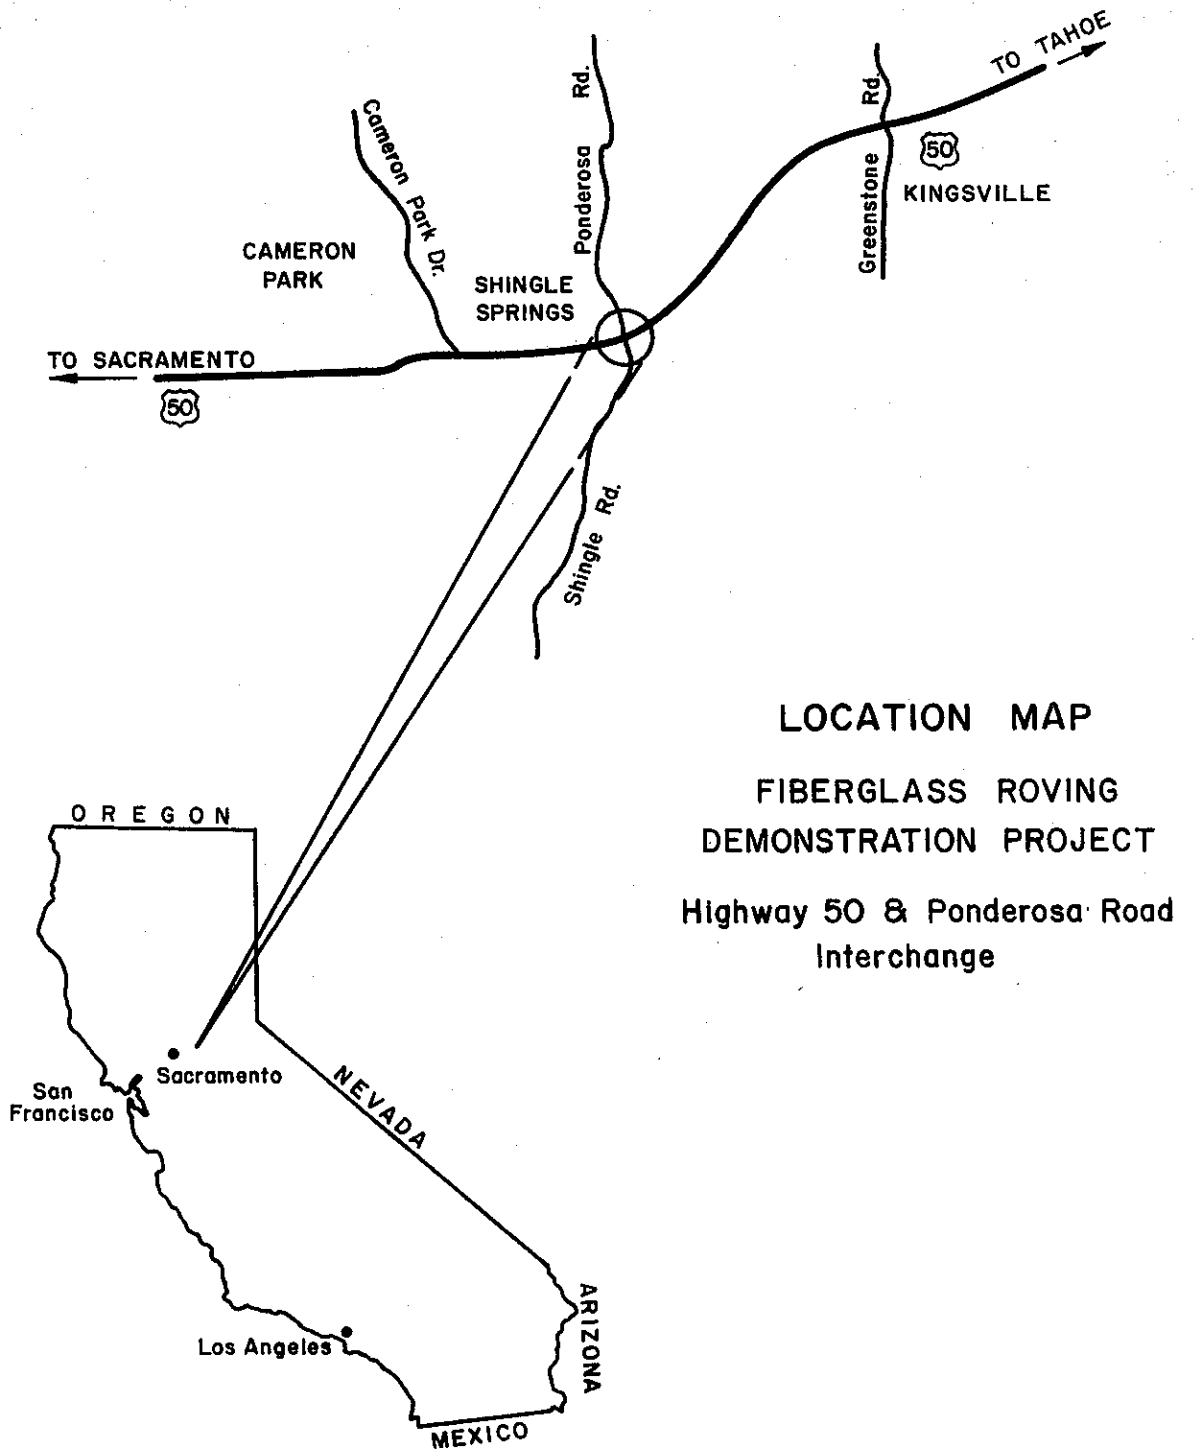 TO TAHOE
Ponderosa Rd.
Greenstone Rd.
50
KINGSVILLE
Cameron Park Dr.
CAMERON
PARK
SHINGLE
SPRINGS
TO SACRAMENTO
50
Shingle Rd.
LOCATION MAP
FIBERGLASS ROVING
DEMONSTRATION PROJECT
Highway 50 & Ponderosa Road
Interchange
OREGON
Sacramento
San
Francisco
NEVADA
Los Angeles
ARIZONA
MEXICO